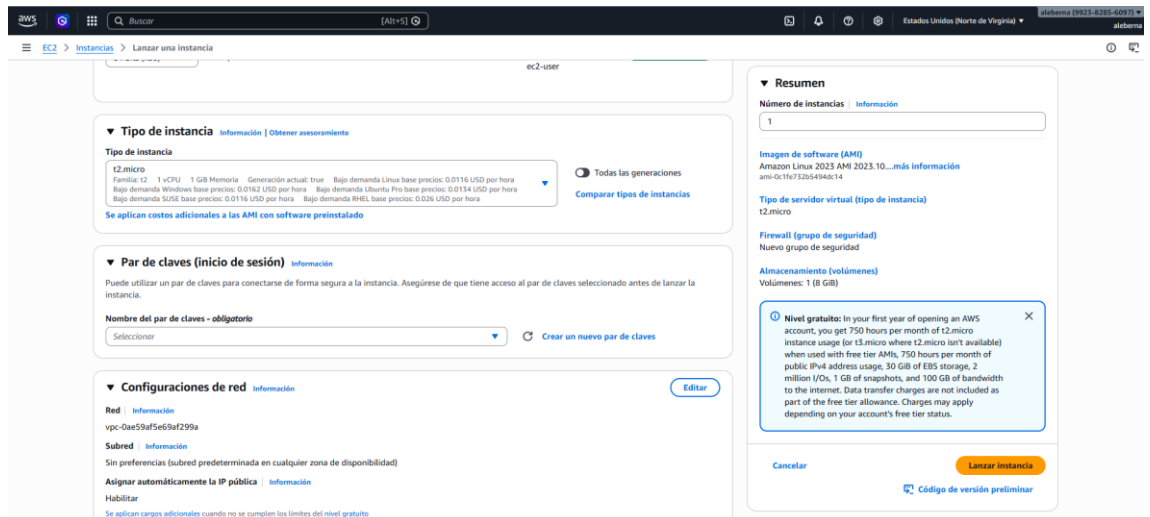 aws
Buscar
[Alt+S]
Estados Unidos (Norte de Virginia) ▼
aleberna (9923-8285-6097) ▼
aleberna
EC2 > Instancias > Lanzar una instancia
ec2-user
▼ Tipo de instancia Información | Obtener asesoramiento
Tipo de instancia
t2.micro
Familia: t2 1 vCPU 1 GiB Memoria Generación actual: true Bajo demanda Linux base precios: 0.0116 USD por hora
Bajo demanda Windows base precios: 0.0162 USD por hora Bajo demanda Ubuntu Pro base precios: 0.0134 USD por hora
Bajo demanda SUSE base precios: 0.0116 USD por hora Bajo demanda RHEL base precios: 0.026 USD por hora
Todas las generaciones
Comparar tipos de instancias
Se aplican costos adicionales a las AMI con software preinstalado
▼ Par de claves (inicio de sesión) Información
Puede utilizar un par de claves para conectarse de forma segura a la instancia. Asegúrese de que tiene acceso al par de claves seleccionado antes de lanzar la
instancia.
Nombre del par de claves - obligatorio
Seleccionar
Crear un nuevo par de claves
▼ Configuraciones de red Información
Editar
Red | Información
vpc-0ae59af5e69af299a
Subred | Información
Sin preferencias (subred predeterminada en cualquier zona de disponibilidad)
Asignar automáticamente la IP pública | Información
Habilitar
Se aplican cargos adicionales cuando no se cumplen los límites del nivel gratuito
▼ Resumen
Número de instancias | Información
1
Imagen de software (AMI)
Amazon Linux 2023 AMI 2023.10....más información
ami-0c1fe732b5494dc14
Tipo de servidor virtual (tipo de instancia)
t2.micro
Firewall (grupo de seguridad)
Nuevo grupo de seguridad
Almacenamiento (volúmenes)
Volúmenes: 1 (8 GiB)
Nivel gratuito: In your first year of opening an AWS
account, you get 750 hours per month of t2.micro
instance usage (or t3.micro where t2.micro isn't available)
when used with free tier AMIs, 750 hours per month of
public IPv4 address usage, 30 GiB of EBS storage, 2
million I/Os, 1 GB of snapshots, and 100 GB of bandwidth
to the internet. Data transfer charges are not included as
part of the free tier allowance. Charges may apply
depending on your account's free tier status.
Cancelar
Lanzar instancia
Código de versión preliminar